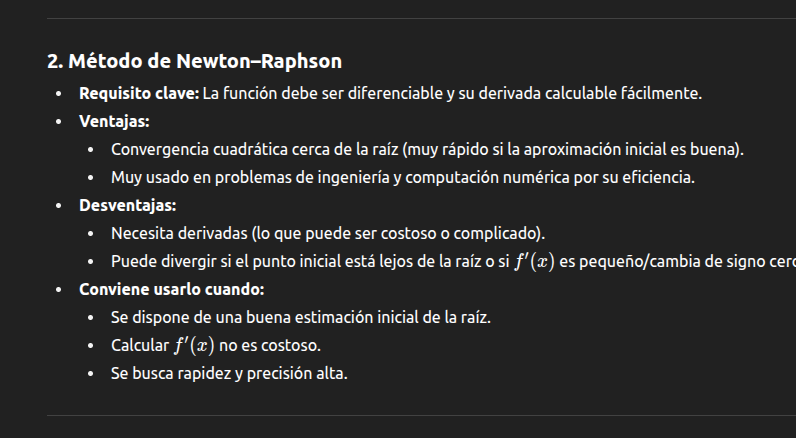 2. Método de Newton–Raphson
• Requisito clave: La función debe ser diferenciable y su derivada calculable fácilmente.
• Ventajas:
• Convergencia cuadrática cerca de la raíz (muy rápido si la aproximación inicial es buena).
• Muy usado en problemas de ingeniería y computación numérica por su eficiencia.
• Desventajas:
• Necesita derivadas (lo que puede ser costoso o complicado).
• Puede divergir si el punto inicial está lejos de la raíz o si f′(x) es pequeño/cambia de signo
• Conviene usarlo cuando:
• Se dispone de una buena estimación inicial de la raíz.
• Calcular f′(x) no es costoso.
• Se busca rapidez y precisión alta.